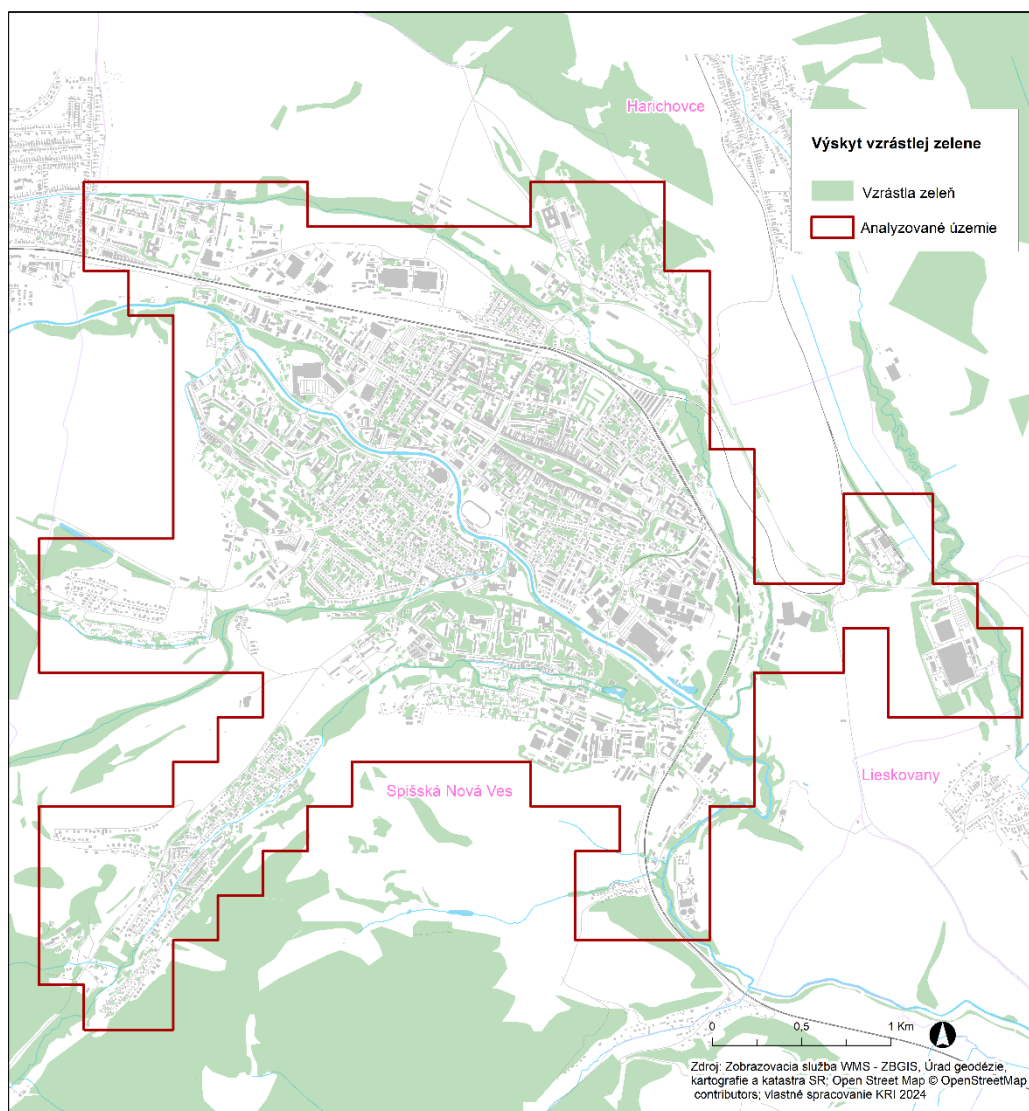 Harichovce
Výskyt vzrástlej zelene
Vzrástla zeleň
Analyzované územie
Spišská Nová Ves
Lieskovany
0 0,5 1 Km
Zdroj: Zobrazovacia služba WMS - ZBGIS, Úrad geodézie,
kartografie a katastra SR; Open Street Map © OpenStreetMap
contributors; vlastné spracovanie KRI 2024